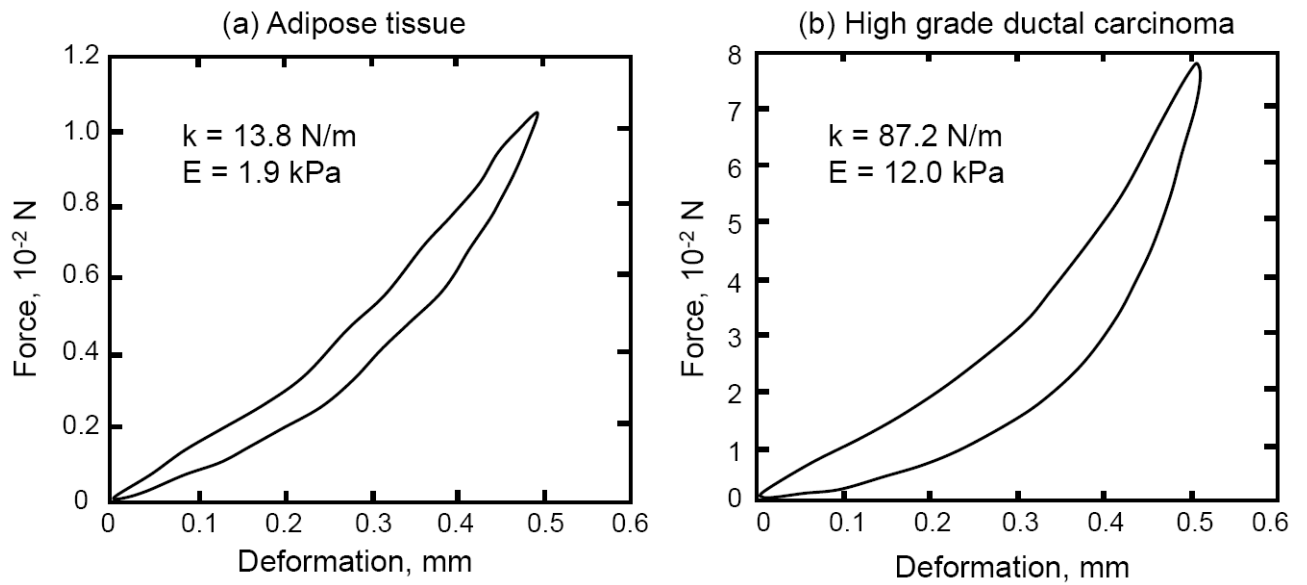 (a) Adipose tissue
1.2
1.0
0.8
0.6
0.4
0.2
0
k = 13.8 N/m
E = 1.9 kPa
Force, 10⁻² N
0 0.1 0.2 0.3 0.4 0.5 0.6
Deformation, mm
(b) High grade ductal carcinoma
8
7
6
5
4
3
2
1
0
k = 87.2 N/m
E = 12.0 kPa
Force, 10⁻² N
0 0.1 0.2 0.3 0.4 0.5 0.6
Deformation, mm